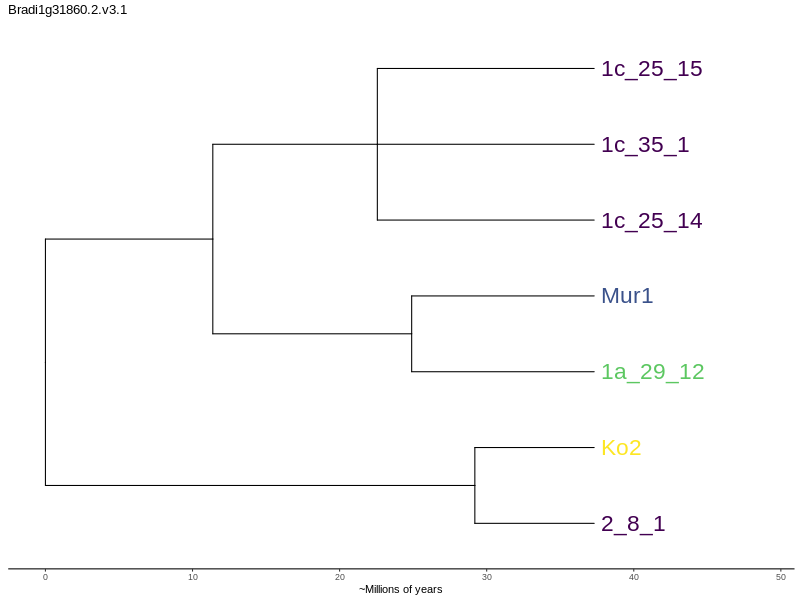 Bradi1g31860.2.v3.1
1c_25_15
1c_35_1
1c_25_14
Mur1
1a_29_12
Ko2
2_8_1
0 10 20 30 40 50
~Millions of years